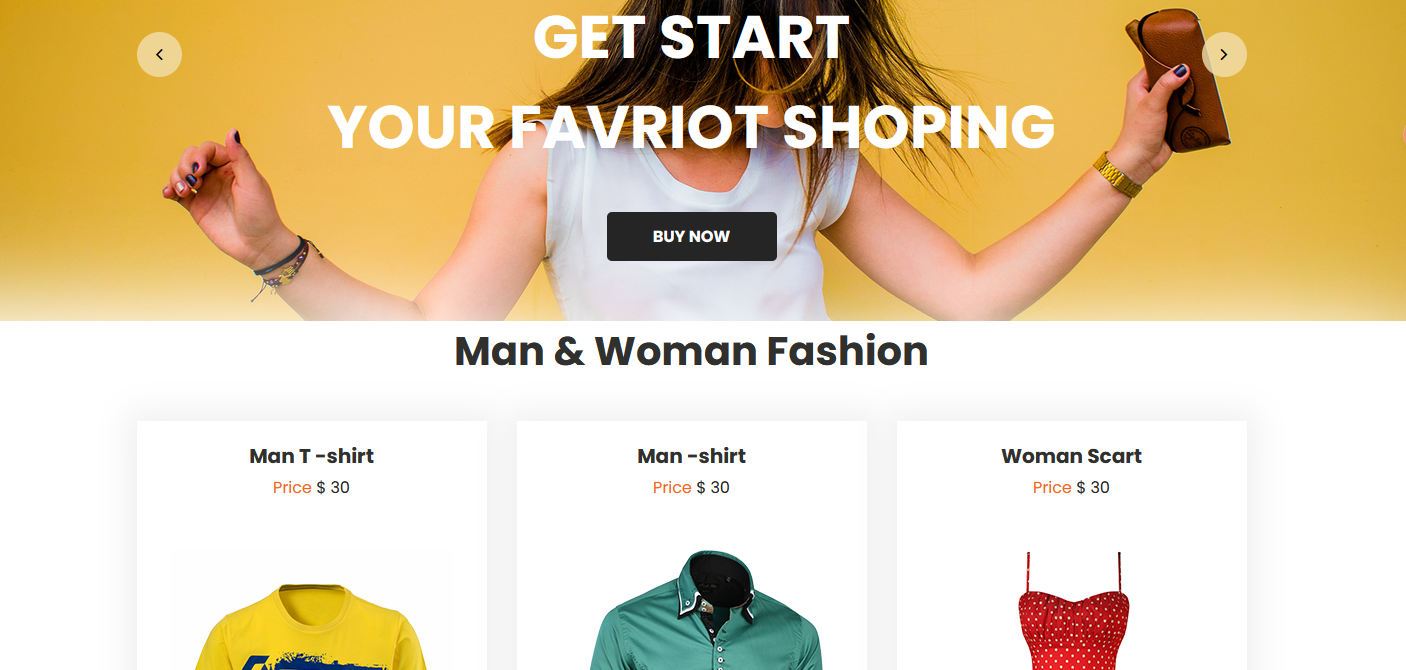 GET START
YOUR FAVRIOT SHOPING
BUY NOW
Man & Woman Fashion
Man T -shirt
Price $ 30
Man -shirt
Price $ 30
Woman Scart
Price $ 30